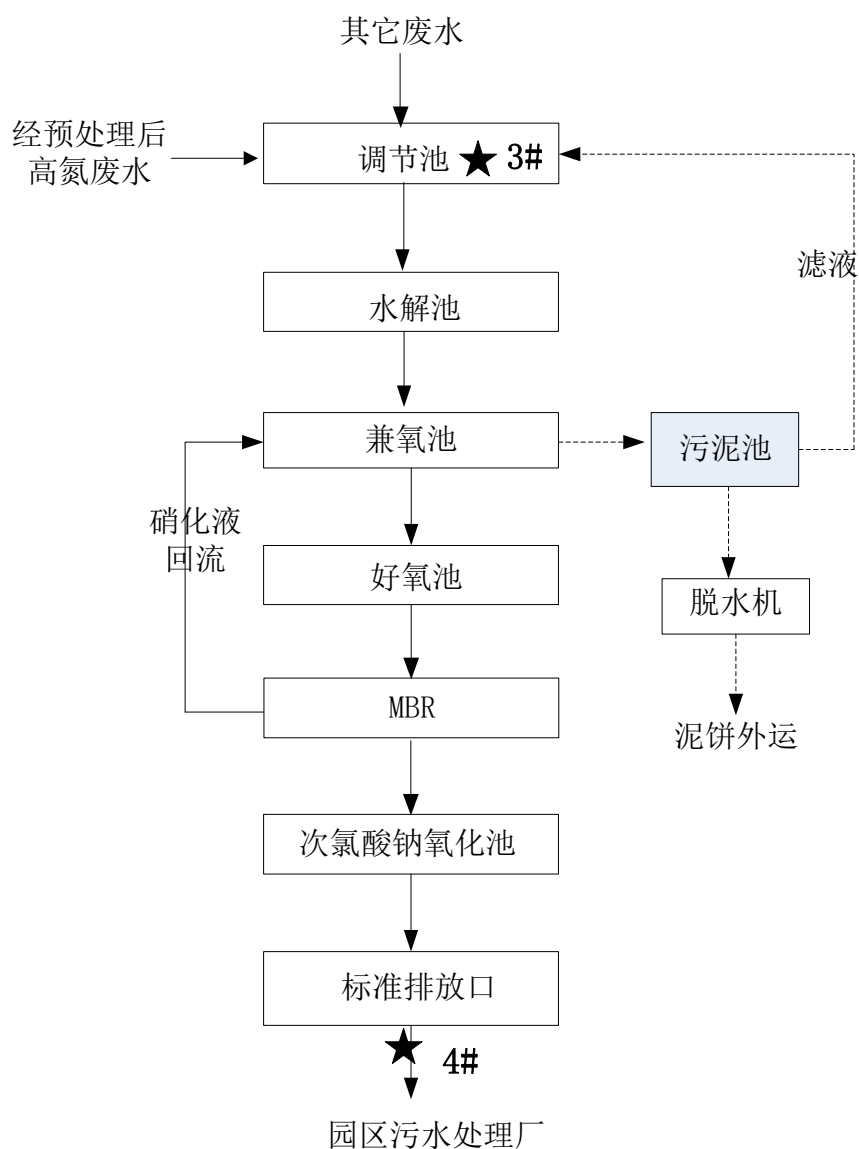 其它废水
经预处理后
高氮废水
调节池 ★ 3#
滤液
水解池
兼氧池
污泥池
硝化液
回流
好氧池
脱水机
MBR
泥饼外运
次氯酸钠氧化池
标准排放口
★ 4#
园区污水处理厂